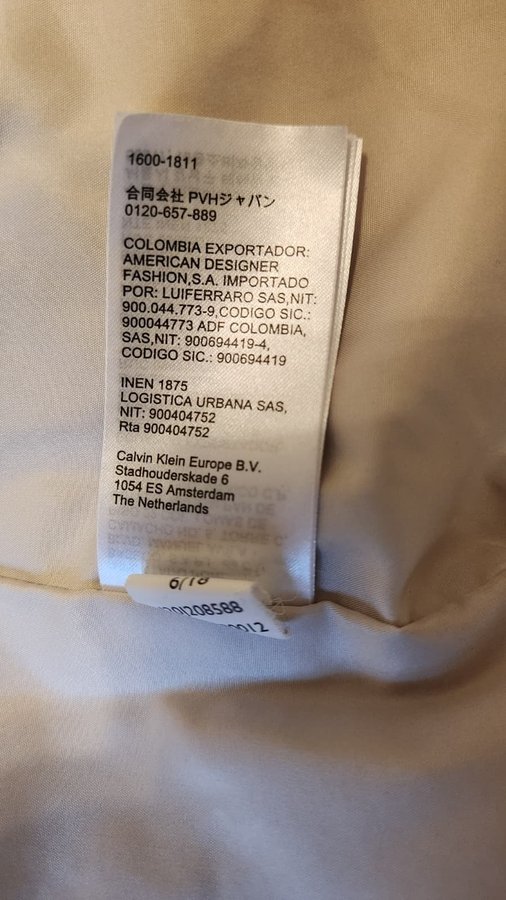 1600-1811
合同会社 PVHジャパン
0120-657-889
COLOMBIA EXPORTADOR:
AMERICAN DESIGNER
FASHION,S.A. IMPORTADO
POR: LUIFERRARO SAS,NIT:
900.044.773-9,CODIGO SIC.:
900044773 ADF COLOMBIA,
SAS,NIT: 900694419-4,
CODIGO SIC.: 900694419
INEN 1875
LOGISTICA URBANA SAS,
NIT: 900404752
Rta 900404752
Calvin Klein Europe B.V.
Stadhouderskade 6
1054 ES Amsterdam
The Netherlands